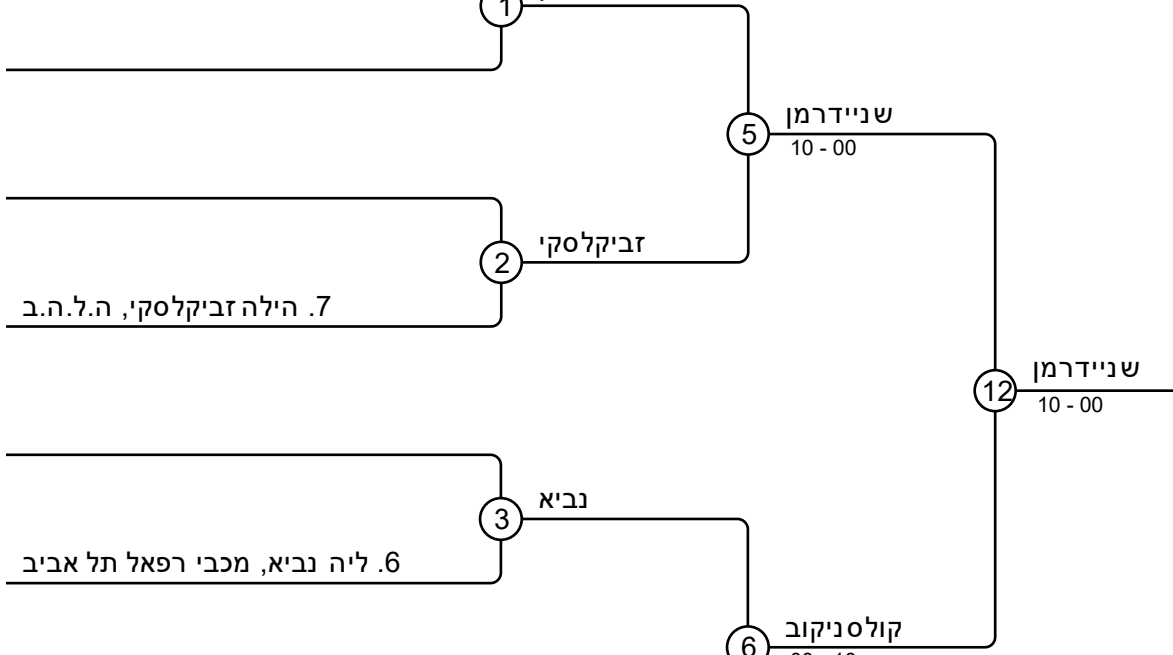 1
שניידרמן
5
10 - 00
זביקלסקי
2
7. הילה זביקלסקי, ה.ל.ה.ב
שניידרמן
12
10 - 00
נביא
3
6. ליה נביא, מכבי רפאל תל אביב
קולסניקוב
6